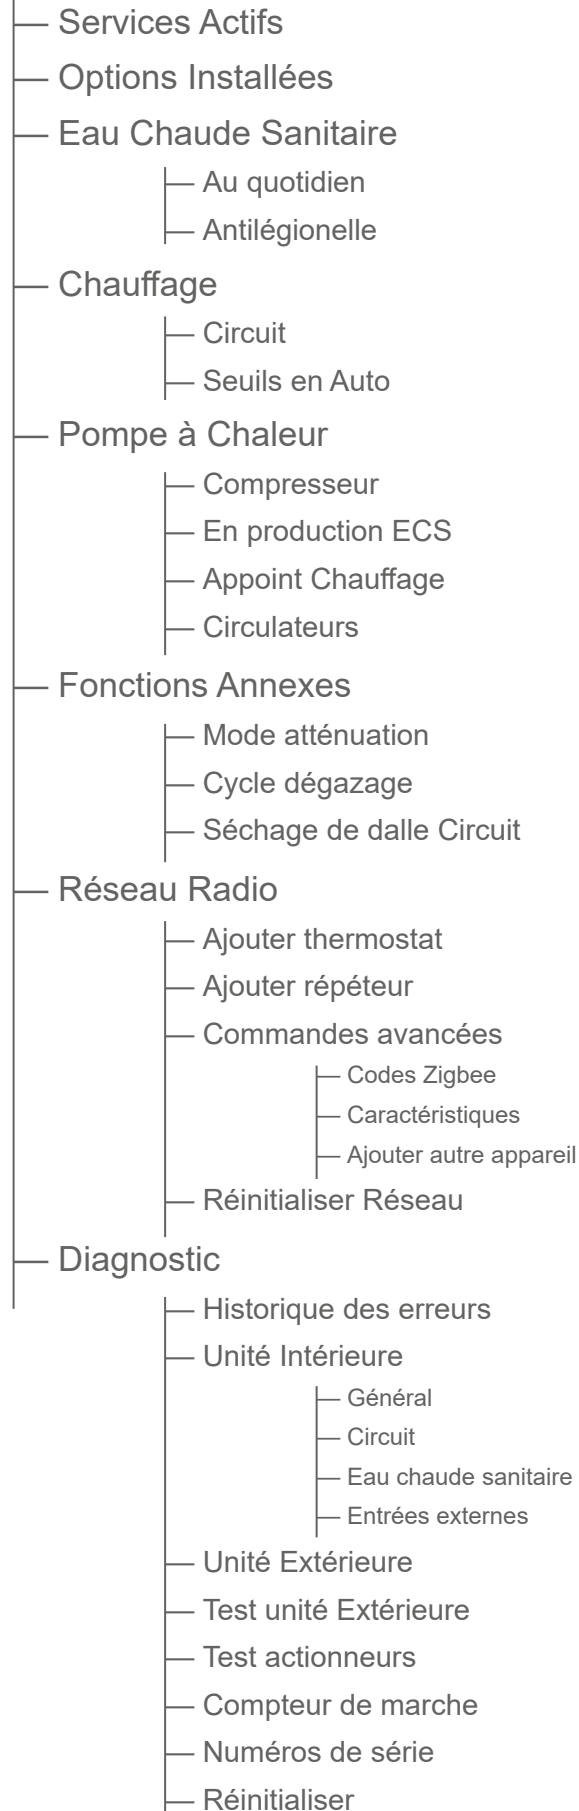 Services Actifs
Options Installées
Eau Chaude Sanitaire
Au quotidien
Antilégionelle
Chauffage
Circuit
Seuils en Auto
Pompe à Chaleur
Compresseur
En production ECS
Appoint Chauffage
Circulateurs
Fonctions Annexes
Mode atténuation
Cycle dégazage
Séchage de dalle Circuit
Réseau Radio
Ajouter thermostat
Ajouter répéteur
Commandes avancées
Codes Zigbee
Caractéristiques
Ajouter autre appareil
Réinitialiser Réseau
Diagnostic
Historique des erreurs
Unité Intérieure
Général
Circuit
Eau chaude sanitaire
Entrées externes
Unité Extérieure
Test unité Extérieure
Test actionneurs
Compteur de marche
Numéros de série
Réinitialiser